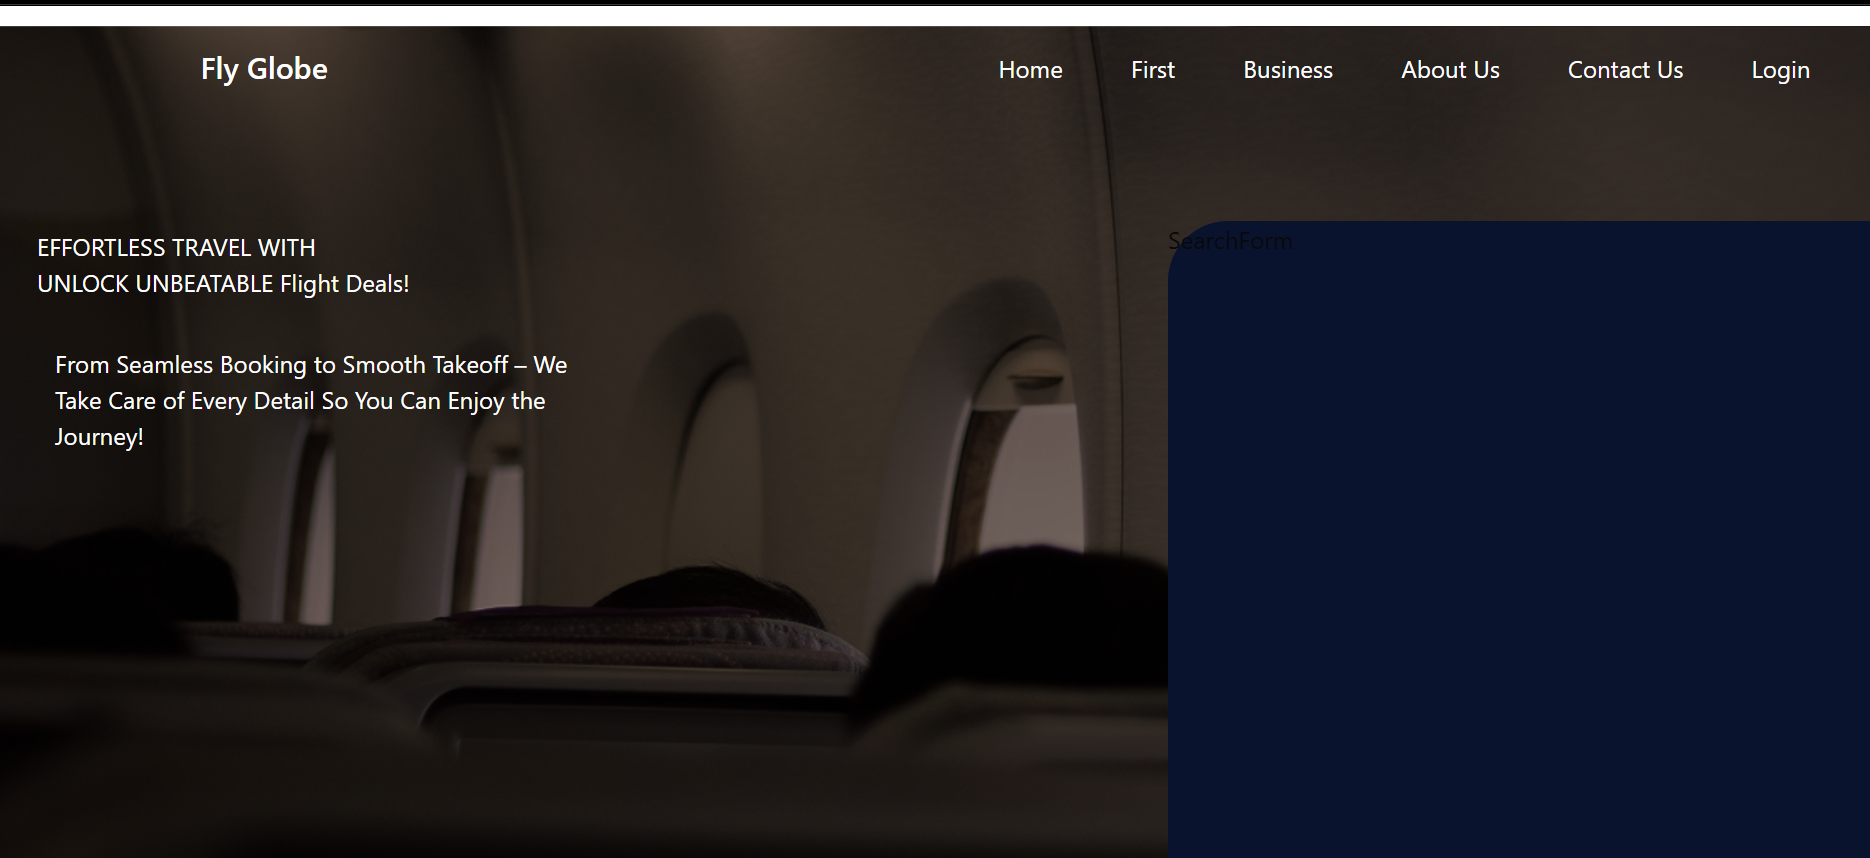 Fly Globe
Home First Business About Us Contact Us Login
EFFORTLESS TRAVEL WITH
UNLOCK UNBEATABLE Flight Deals!
SearchForm
From Seamless Booking to Smooth Takeoff – We
Take Care of Every Detail So You Can Enjoy the
Journey!